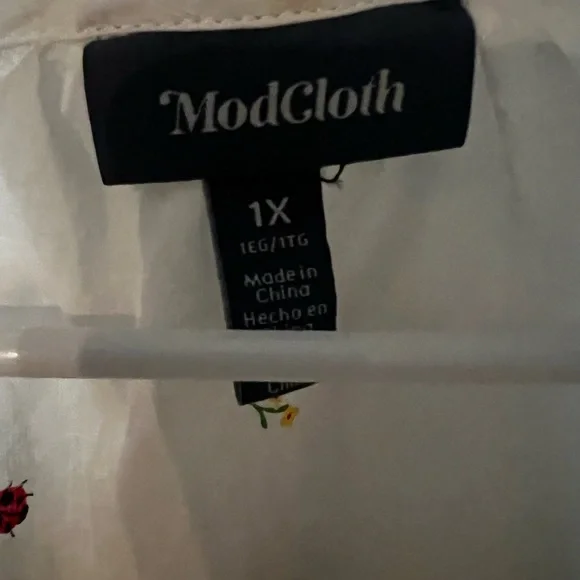 ModCloth
1X
1EG/1TG
Made in
China
Hecho en